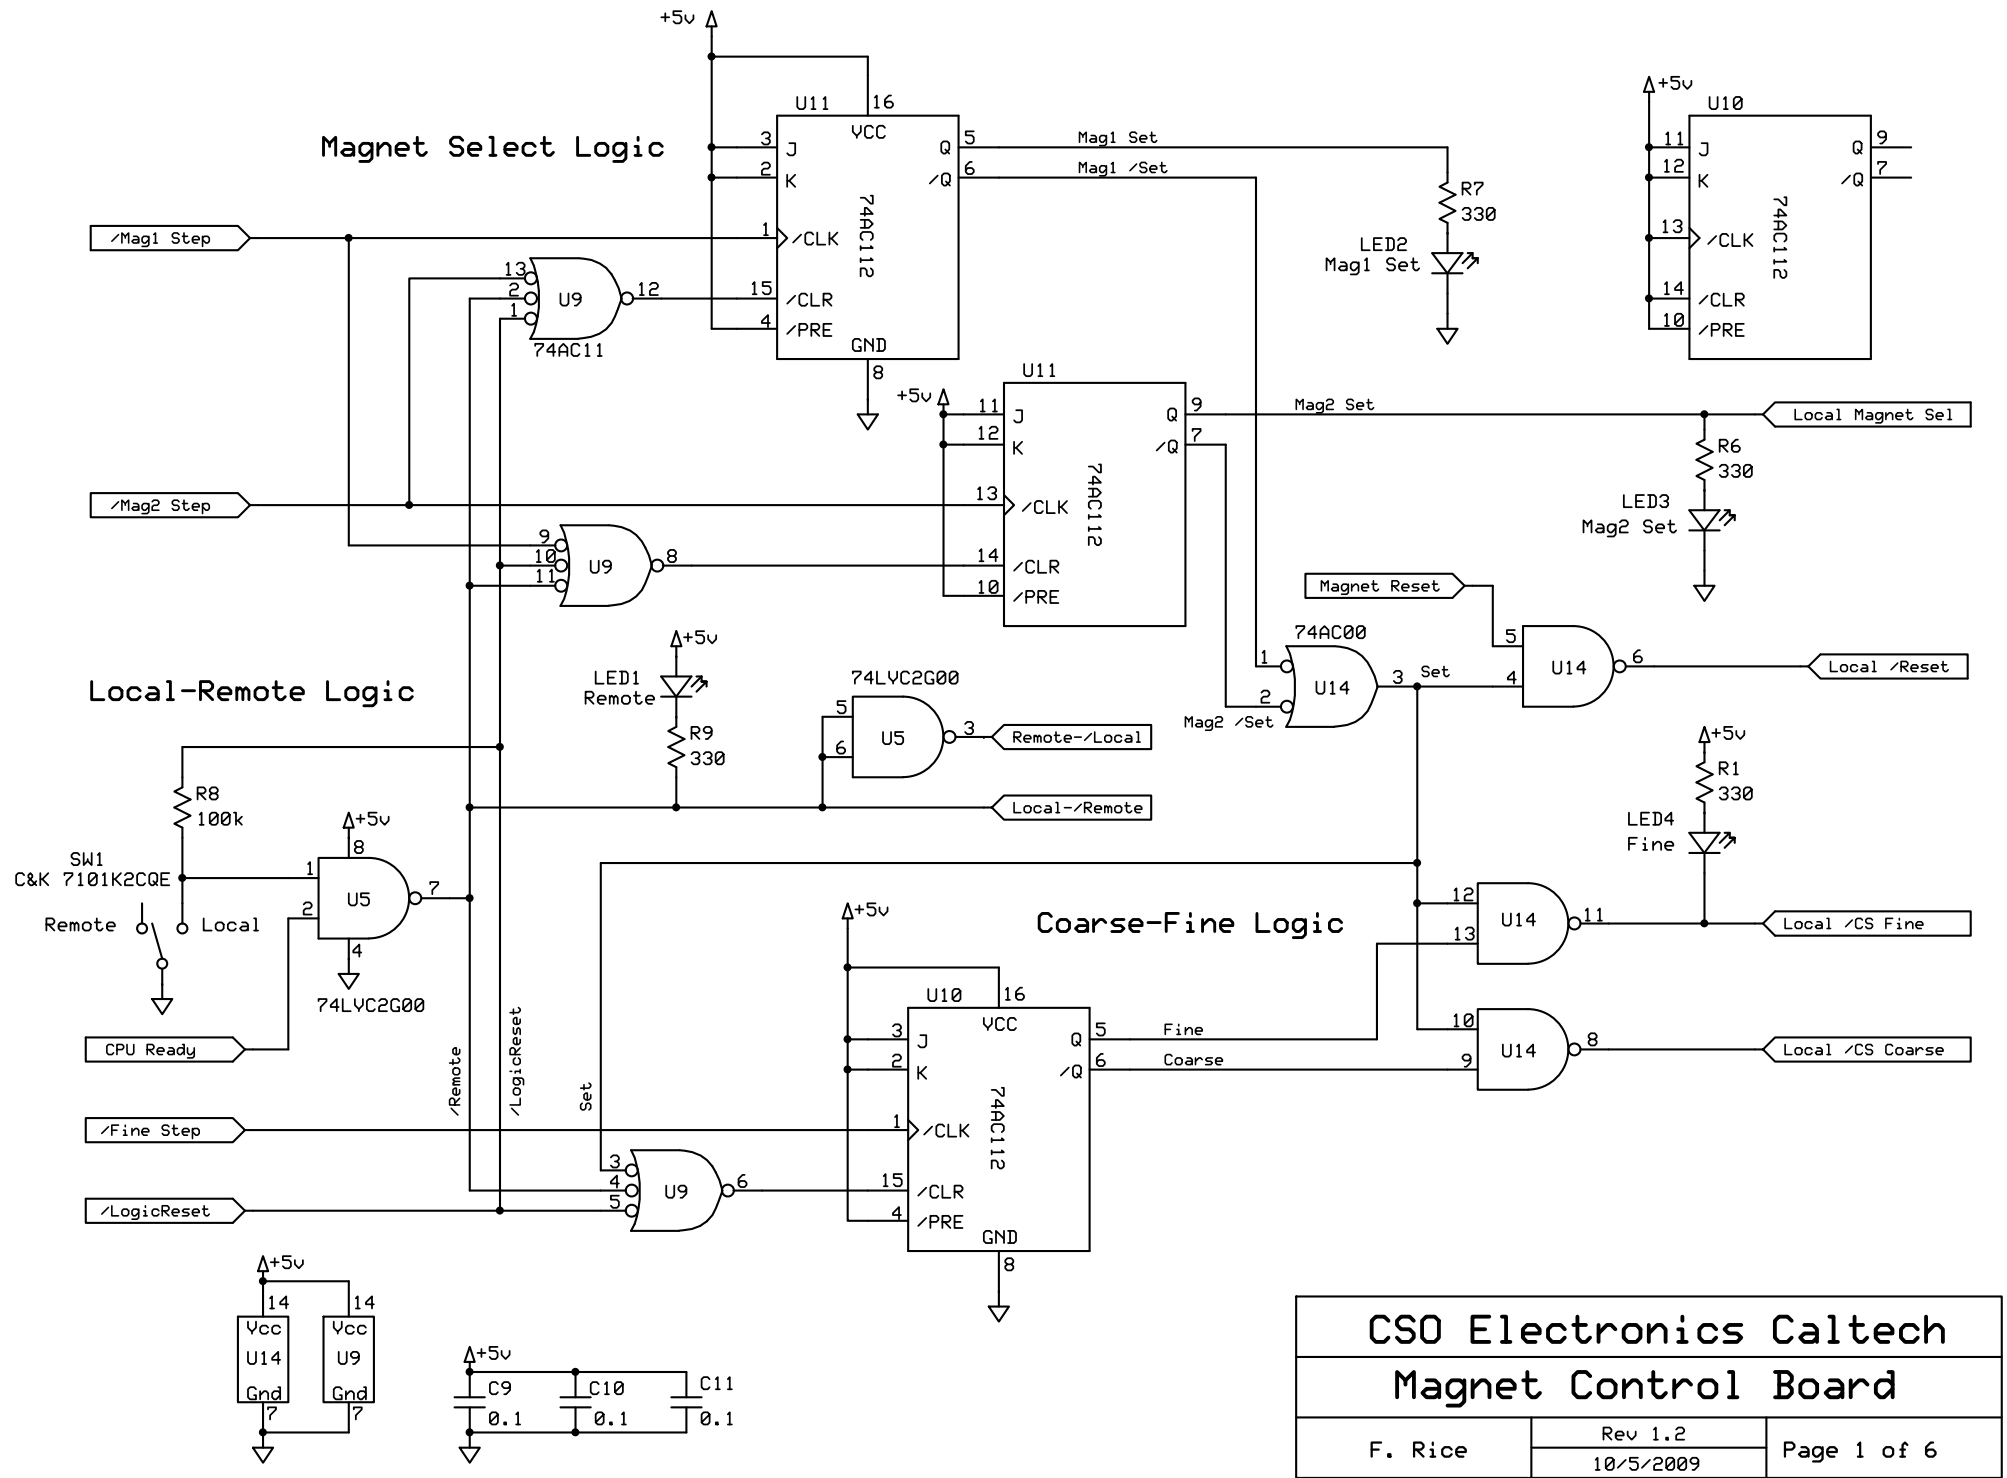 +5v
U11
16
VCC
3
J
Q
5
Mag1 Set
2
K
/Q
6
Mag1 /Set
74AC112
1
/CLK
15
/CLR
4
/PRE
GND
8
Magnet Select Logic
/Mag1 Step
13
2
1
U9
12
74AC11
R7
330
LED2
Mag1 Set
+5v
U10
11
J
Q
9
12
K
/Q
7
74AC112
13
/CLK
14
/CLR
10
/PRE
U11
+5v
11
J
Q
9
Mag2 Set
Local Magnet Sel
12
K
/Q
7
74AC112
13
/CLK
14
/CLR
10
/PRE
R6
330
LED3
Mag2 Set
/Mag2 Step
9
10
11
U9
8
Magnet Reset
74AC00
1
2
U14
3
Set
Mag2 /Set
5
4
U14
6
Local /Reset
Local-Remote Logic
+5v
LED1
Remote
R9
330
74LVC2G00
5
6
U5
3
Remote-/Local
Local-/Remote
R8
100k
SW1
C&K 7101K2CQE
Remote
Local
+5v
8
1
2
U5
7
4
74LVC2G00
CPU Ready
/Remote
/LogicReset
Set
+5v
R1
330
LED4
Fine
12
13
U14
11
Local /CS Fine
10
9
U14
8
Local /CS Coarse
Coarse-Fine Logic
+5v
U10
16
VCC
3
J
Q
5
Fine
2
K
/Q
6
Coarse
74AC112
1
/CLK
15
/CLR
4
/PRE
GND
8
/Fine Step
3
4
5
U9
6
/LogicReset
+5v
14
14
Vcc
Vcc
U14
U9
Gnd
Gnd
7
7
+5v
C9
0.1
C10
0.1
C11
0.1
CSO Electronics Caltech
Magnet Control Board
F. Rice
Rev 1.2
10/5/2009
Page 1 of 6